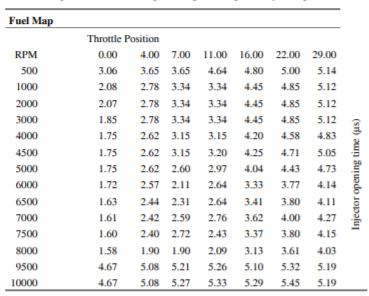 Fuel Map
Throttle Position
RPM 0.00 4.00 7.00 11.00 16.00 22.00 29.00
500 3.06 3.65 3.65 4.64 4.80 5.00 5.14
1000 2.08 2.78 3.34 3.34 4.45 4.85 5.12
2000 2.07 2.78 3.34 3.34 4.45 4.85 5.12
3000 1.85 2.78 3.34 3.34 4.45 4.85 5.12
4000 1.75 2.62 3.15 3.15 4.20 4.58 4.83
4500 1.75 2.62 3.15 3.20 4.25 4.71 5.05
5000 1.75 2.62 2.60 2.97 4.04 4.43 4.73
6000 1.72 2.57 2.11 2.64 3.33 3.77 4.14
6500 1.63 2.44 2.31 2.64 3.41 3.80 4.11
7000 1.61 2.42 2.59 2.76 3.62 4.00 4.27
7500 1.60 2.40 2.72 2.43 3.37 3.80 4.15
8000 1.58 1.90 1.90 2.09 3.13 3.61 4.03
9500 4.67 5.08 5.21 5.26 5.10 5.32 5.19
10000 4.67 5.08 5.27 5.33 5.29 5.45 5.19
Injector opening time (μs)